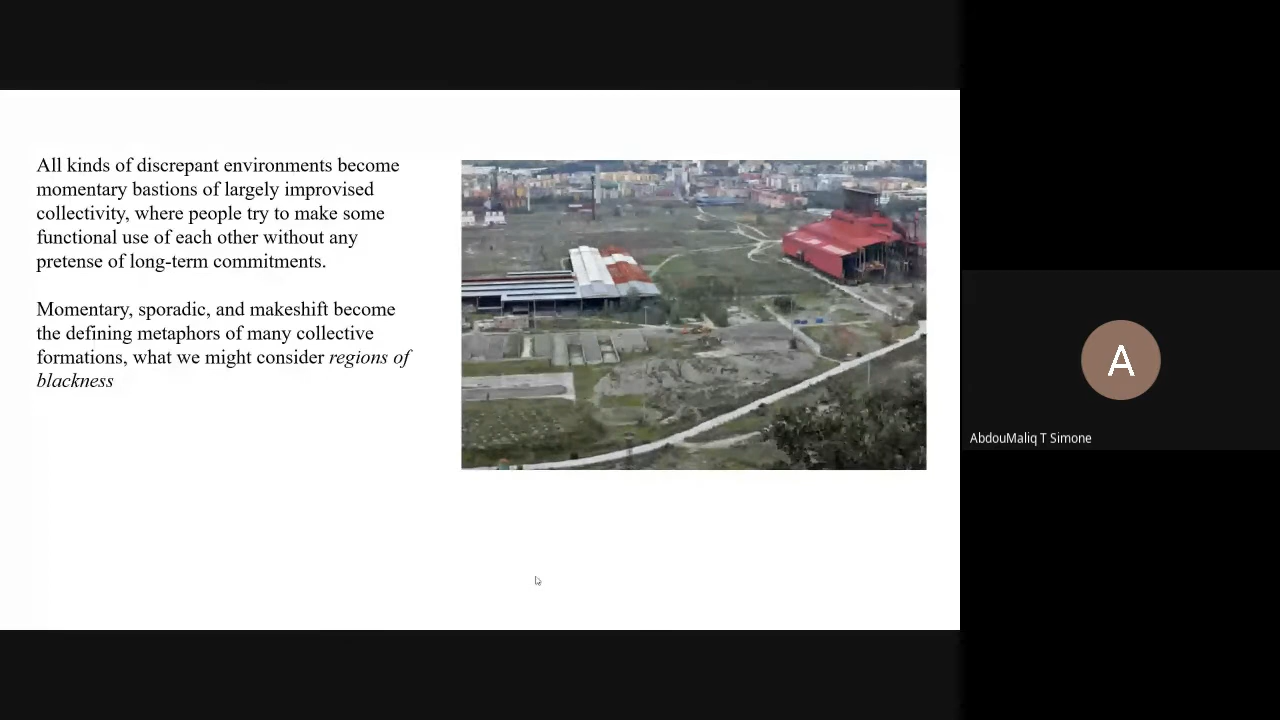 All kinds of discrepant environments become
momentary bastions of largely improvised
collectivity, where people try to make some
functional use of each other without any
pretense of long-term commitments.
Momentary, sporadic, and makeshift become
the defining metaphors of many collective
formations, what we might consider regions of
blackness
A
AbdouMaliq T Simone